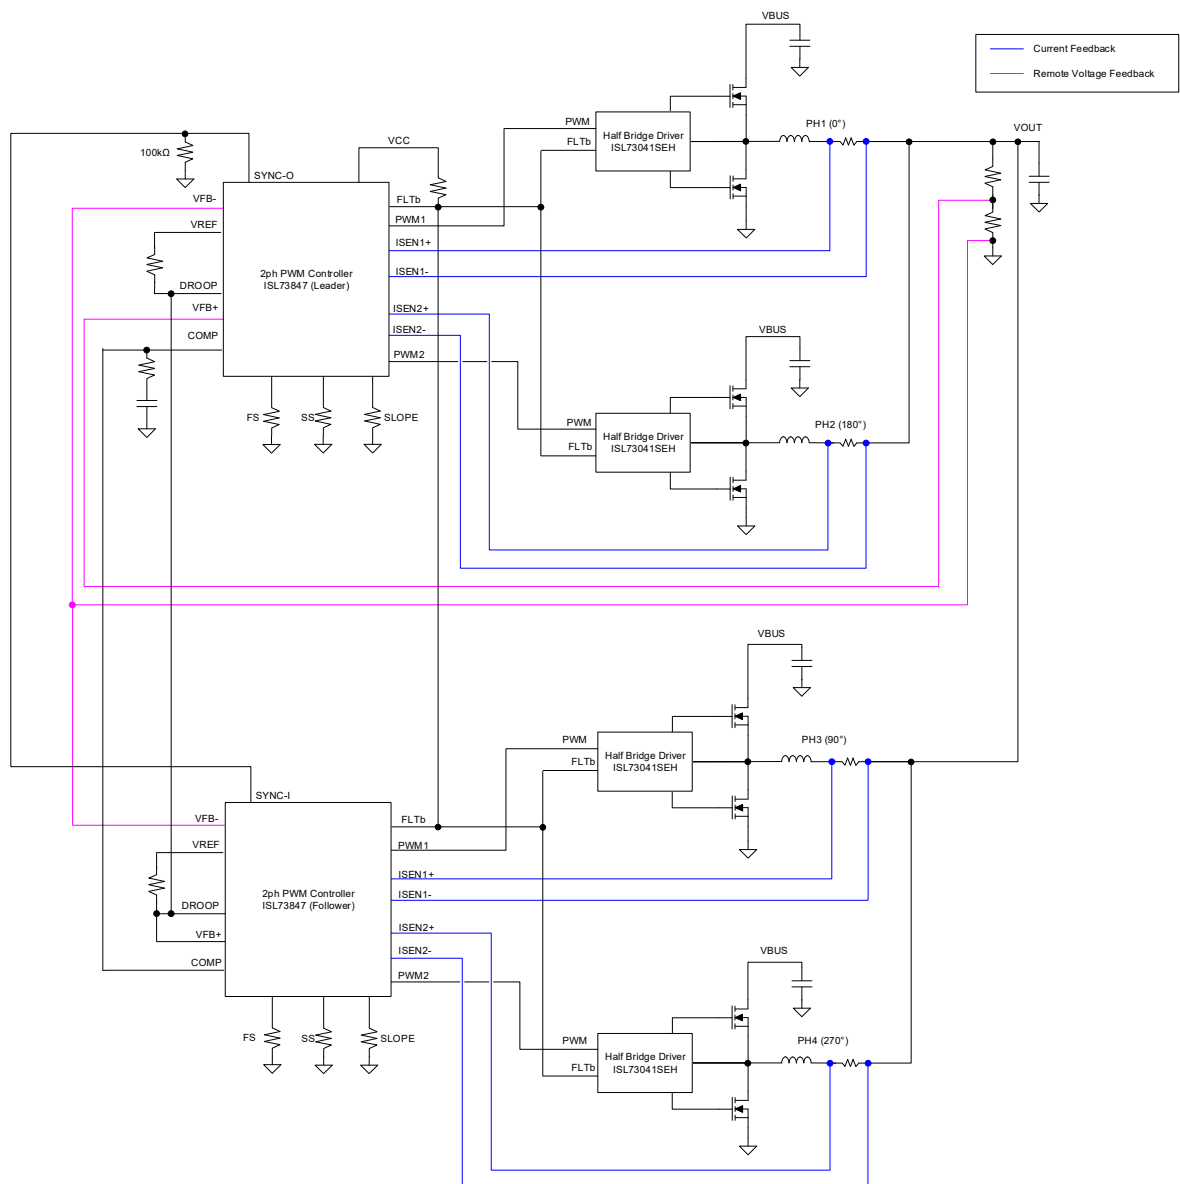 VBUS
Current Feedback
Remote Voltage Feedback
PWM
FLTb
Half Bridge Driver
ISL73041SEH
PH1 (0°)
VOUT
100kΩ
VCC
SYNC-O
VFB-
VREF
DROOP
VFB+
COMP
2ph PWM Controller
ISL73847 (Leader)
FLTb
PWM1
ISEN1+
ISEN1-
ISEN2+
ISEN2-
PWM2
FS
SS
SLOPE
VBUS
PWM
FLTb
Half Bridge Driver
ISL73041SEH
PH2 (180°)
VBUS
PWM
FLTb
Half Bridge Driver
ISL73041SEH
PH3 (90°)
SYNC-I
VFB-
VREF
DROOP
VFB+
COMP
2ph PWM Controller
ISL73847 (Follower)
FLTb
PWM1
ISEN1+
ISEN1-
ISEN2+
ISEN2-
PWM2
FS
SS
SLOPE
VBUS
PWM
FLTb
Half Bridge Driver
ISL73041SEH
PH4 (270°)